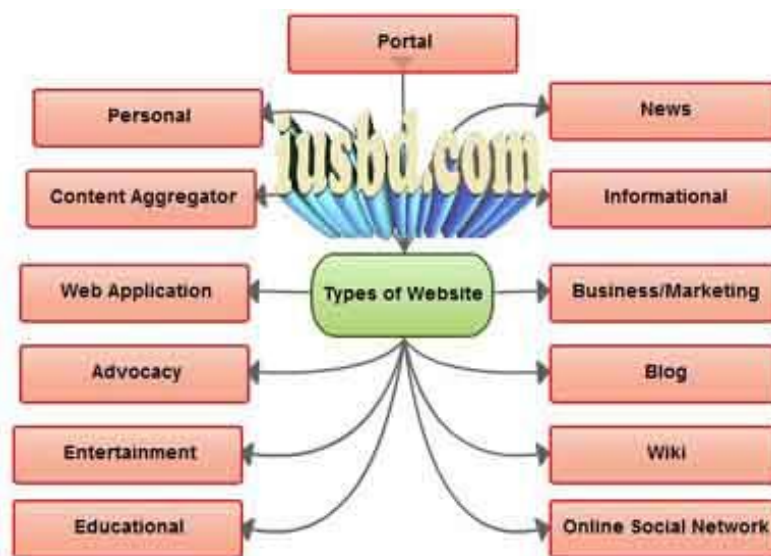 Portal
Personal
News
iusbd.com
Content Aggregator
Informational
Web Application
Types of Website
Business/Marketing
Advocacy
Blog
Entertainment
Wiki
Educational
Online Social Network